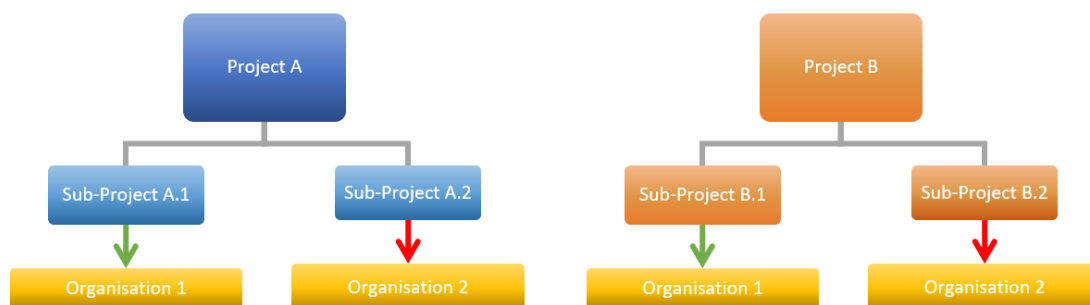 Project A
Project B
Sub-Project A.1
Sub-Project A.2
Sub-Project B.1
Sub-Project B.2
Organisation 1
Organisation 2
Organisation 1
Organisation 2